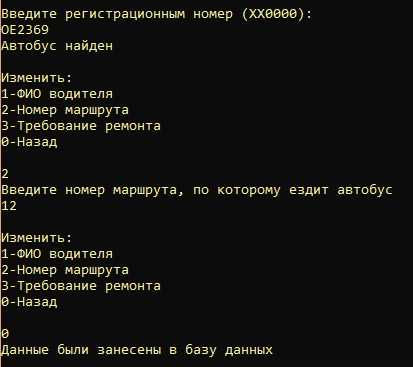 Введите регистрационным номер (XX0000):
OE2369
Автобус найден
Изменить:
1-ФИО водителя
2-Номер маршрута
3-Требование ремонта
0-Назад
2
Введите номер маршрута, по которому ездит автобус
12
Изменить:
1-ФИО водителя
2-Номер маршрута
3-Требование ремонта
0-Назад
0
Данные были занесены в базу данных